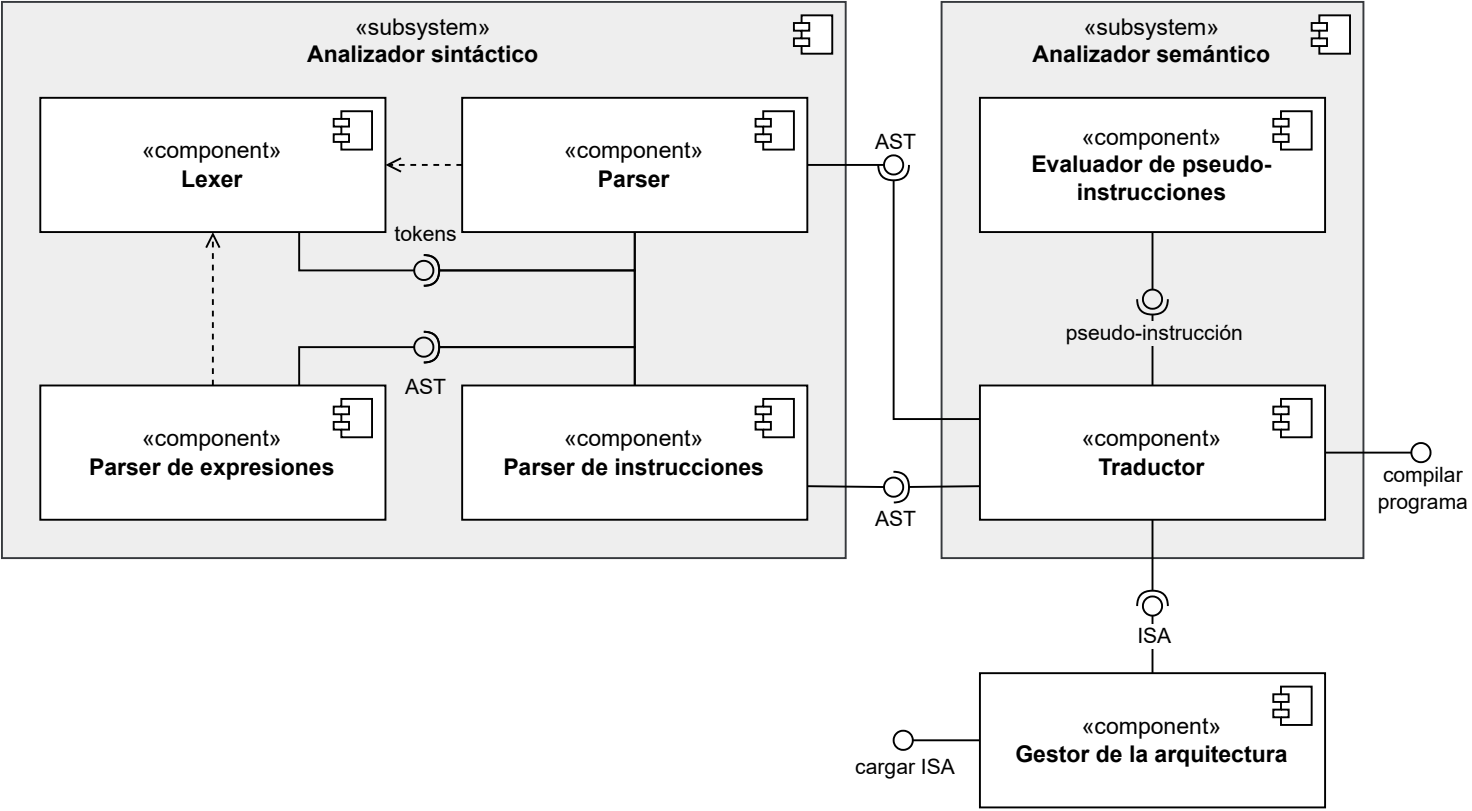 «subsystem»
Analizador sintáctico
«component»
Lexer
«component»
Parser
tokens
AST
«component»
Parser de expresiones
«component»
Parser de instrucciones
AST
AST
«subsystem»
Analizador semántico
«component»
Evaluador de pseudo-
instrucciones
pseudo-instrucción
«component»
Traductor
compilar
programa
ISA
«component»
Gestor de la arquitectura
cargar ISA